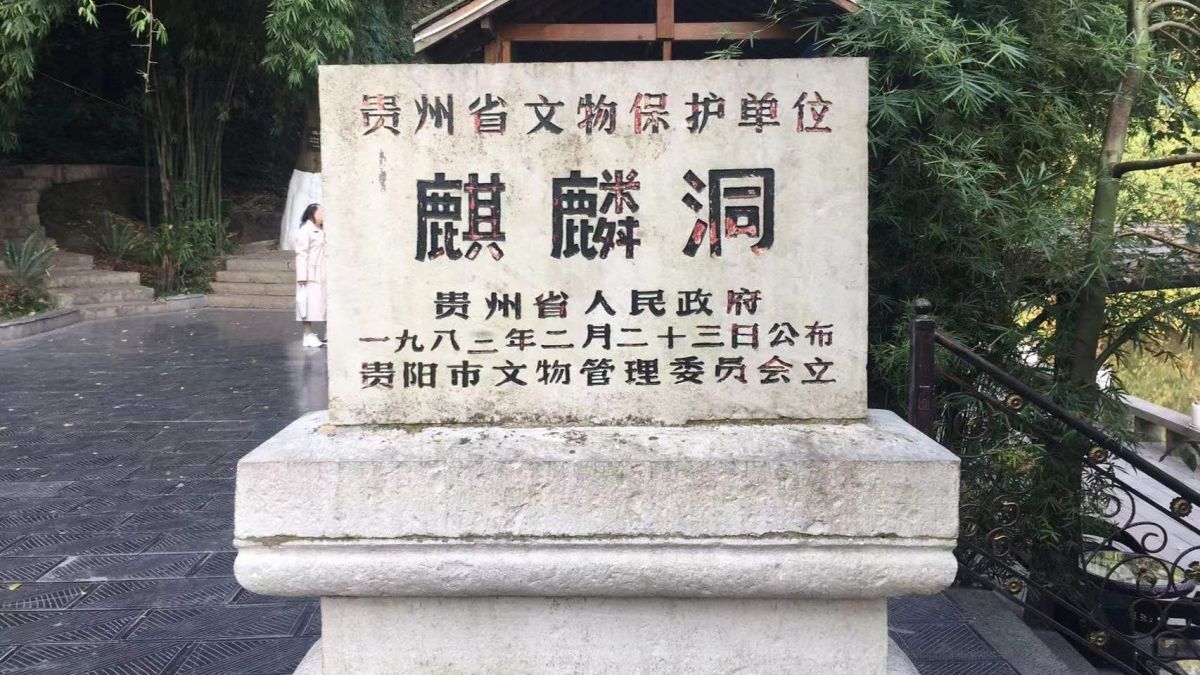 贵州省文物保护单位
麒麟洞
贵州省人民政府
一九八二年二月二十三日公布
贵阳市文物管理委员会立